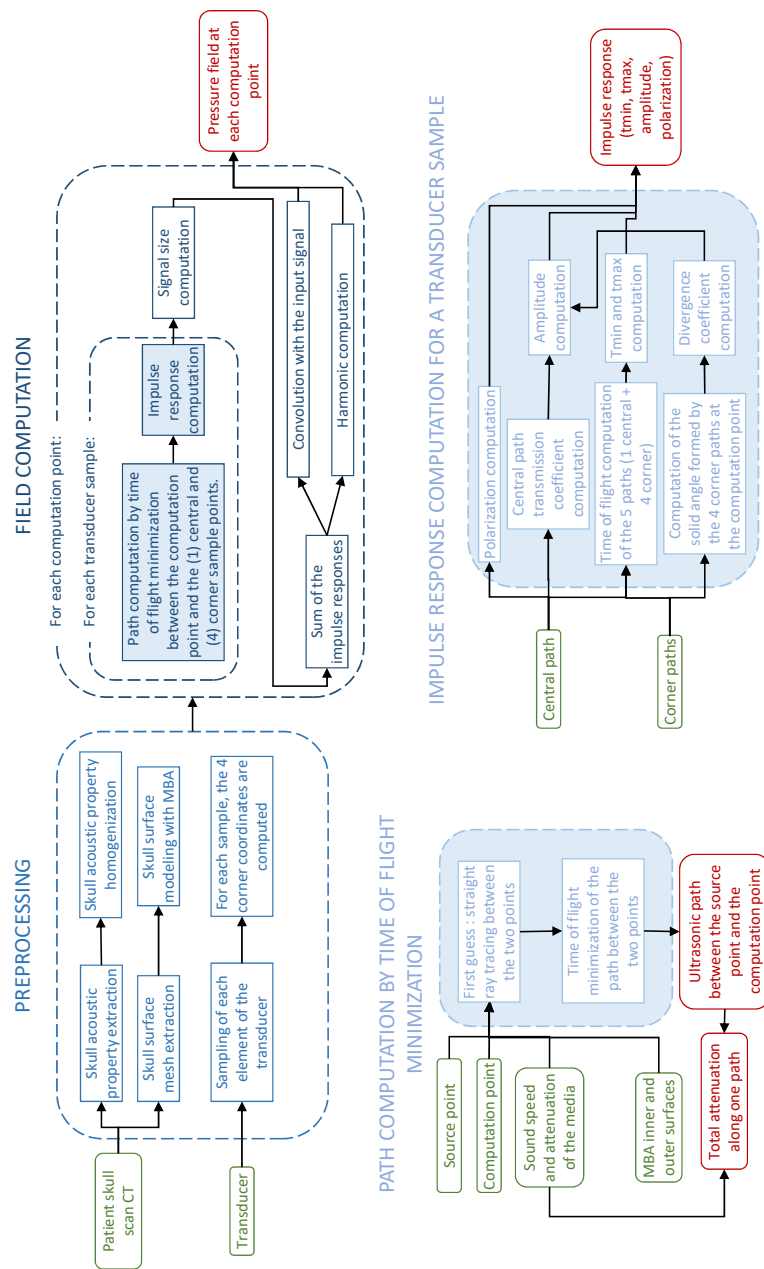 PREPROCESSING
Patient skull
scan CT
Transducer
Skull acoustic
property extraction
Skull surface
mesh extraction
Sampling of each
element of the
transducer
Skull acoustic property
homogenization
Skull surface
modeling with MBA
For each sample, the 4
corner coordinates are
computed
FIELD COMPUTATION
For each computation point:
For each transducer sample:
Path computation by time
of flight minimization
between the computation
point and the (1) central and
(4) corner sample points.
Impulse
response
computation
Signal size
computation
Sum of the
impulse responses
Convolution with the input signal
Harmonic computation
Pressure field at
each computation
point
PATH COMPUTATION BY TIME OF FLIGHT
MINIMIZATION
Source point
Computation point
Sound speed
and attenuation
of the media
MBA inner and
outer surfaces
First guess : straight
ray tracing between
the two points
Time of flight
minimization of the
path between the
two points
Ultrasonic path
between the source
point and the
computation point
Total attenuation
along one path
IMPULSE RESPONSE COMPUTATION FOR A TRANSDUCER SAMPLE
Central path
Corner paths
Polarization computation
Central path
transmission
coefficient
computation
Time of flight computation
of the 5 paths (1 central +
4 corner)
Computation of the
solid angle formed by
the 4 corner paths at
the computation point
Amplitude
computation
Tmin and tmax
computation
Divergence
coefficient
computation
Impulse response
(tmin, tmax,
amplitude,
polarization)